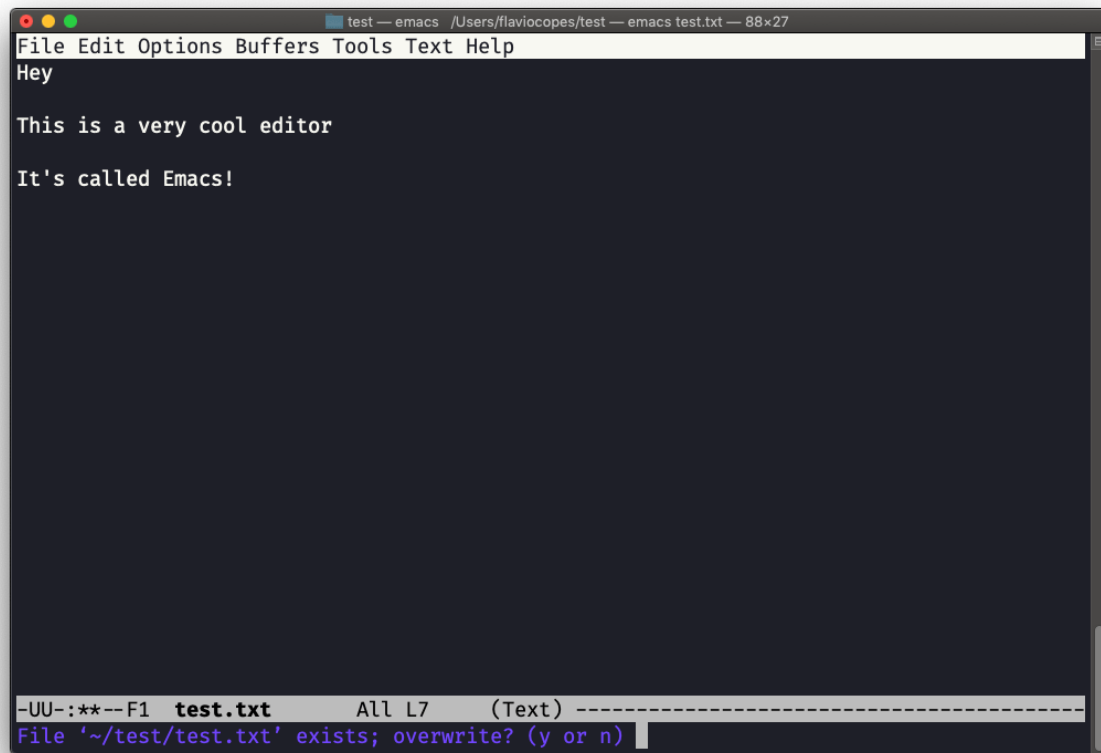 test — emacs /Users/flaviocopes/test — emacs test.txt — 88×27
File Edit Options Buffers Tools Text Help
Hey
This is a very cool editor
It's called Emacs!
-UU-:**--F1  test.txt       All L7     (Text) ------------------------------------------
File ‘~/test/test.txt’ exists; overwrite? (y or n)